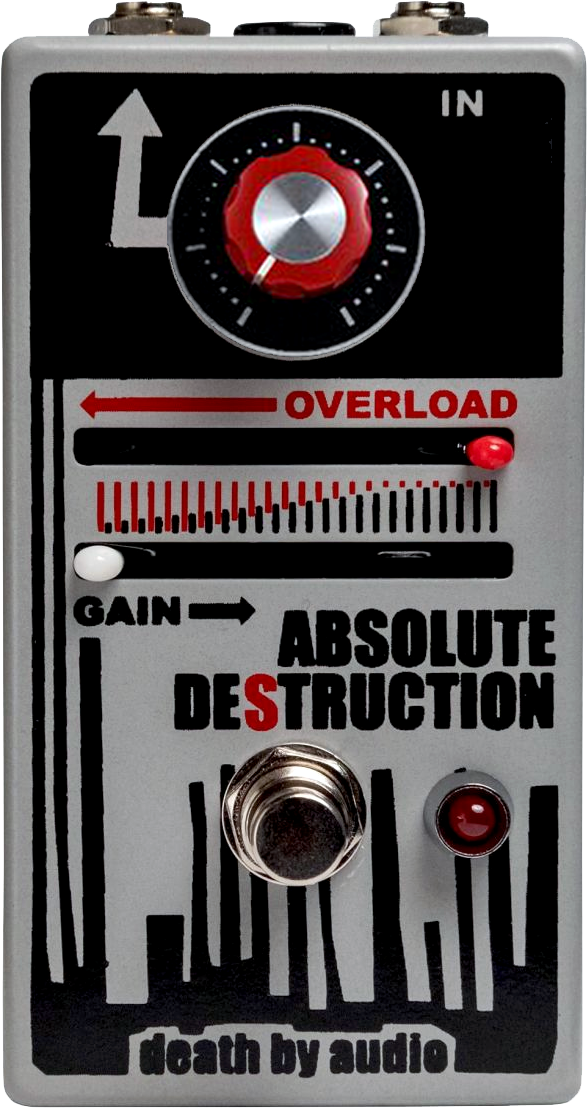 IN
OVERLOAD
GAIN
ABSOLUTE
DESTRUCTION
death by audio